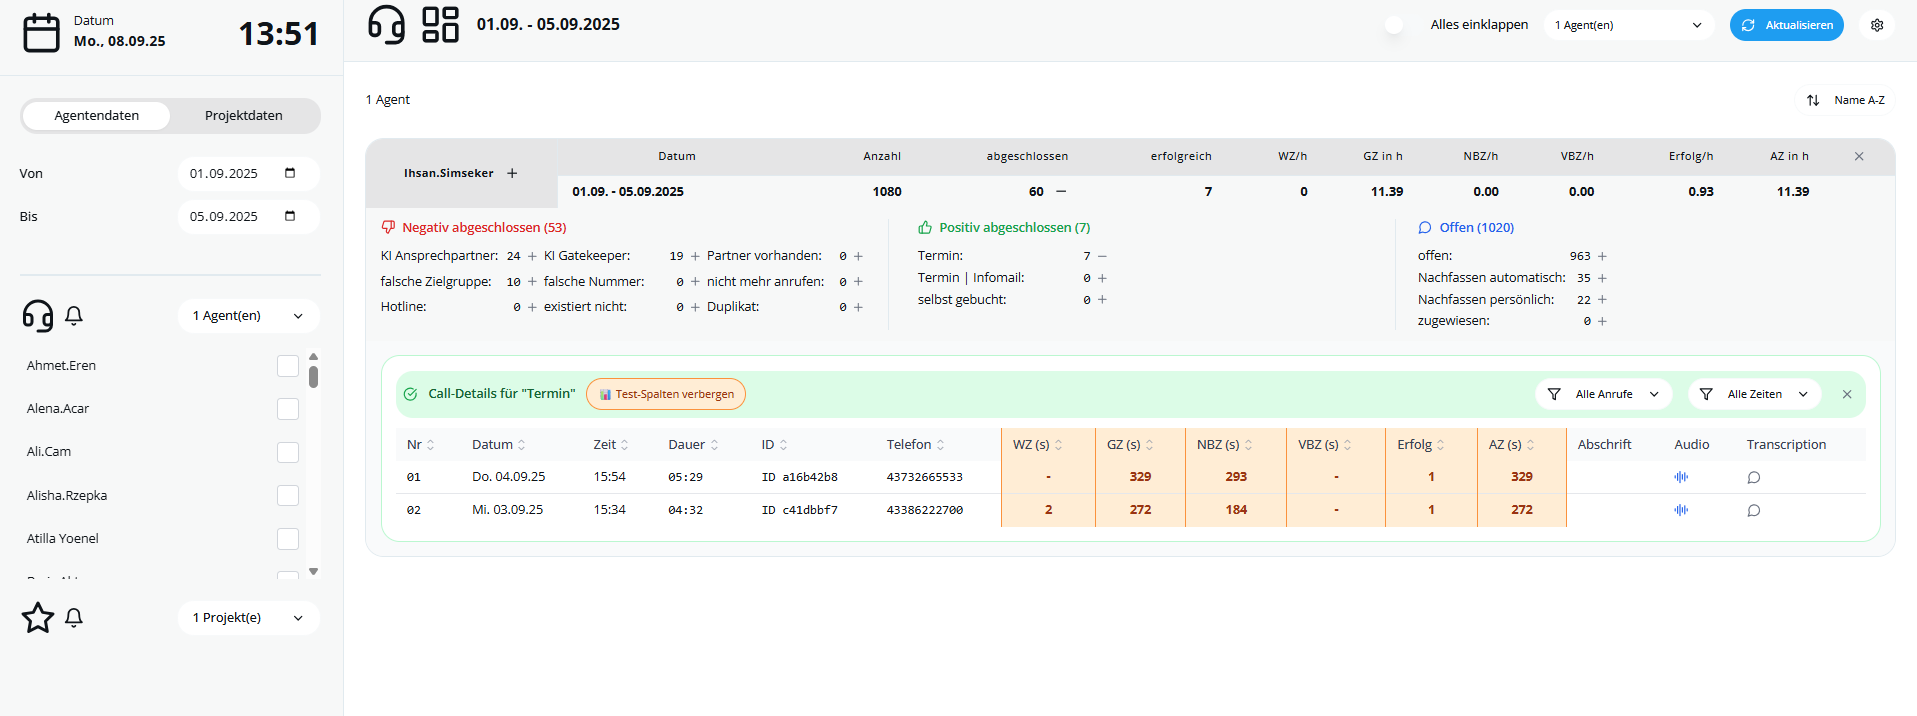 Datum
Mo., 08.09.25
13:51
01.09. - 05.09.2025
Alles einklappen
1 Agent(en)
Aktualisieren
Agentendaten
Projektdaten
Von
01.09.2025
Bis
05.09.2025
1 Agent(en)
Ahmet.Eren
Alena.Acar
Ali.Cam
Alisha.Rzepka
Atilla Yoenel
1 Projekt(e)
1 Agent
Name A-Z
Ihsan.Simseker
Datum Anzahl abgeschlossen erfolgreich WZ/h GZ in h NBZ/h VBZ/h Erfolg/h AZ in h
01.09. - 05.09.2025 1080 60 7 0 11.39 0.00 0.00 0.93 11.39
Negativ abgeschlossen (53)
KI Ansprechpartner: 24 + KI Gatekeeper: 19 + Partner vorhanden: 0 +
falsche Zielgruppe: 10 + falsche Nummer: 0 + nicht mehr anrufen: 0 +
Hotline: 0 + existiert nicht: 0 + Duplikat: 0 +
Positiv abgeschlossen (7)
Termin: 7 –
Termin | Infomail: 0 +
selbst gebucht: 0 +
Offen (1020)
offen: 963 +
Nachfassen automatisch: 35 +
Nachfassen persönlich: 22 +
zugewiesen: 0 +
Call-Details für "Termin"
Test-Spalten verbergen
Alle Anrufe
Alle Zeiten
Nr Datum Zeit Dauer ID Telefon WZ (s) GZ (s) NBZ (s) VBZ (s) Erfolg AZ (s) Abschrift Audio Transcription
01 Do. 04.09.25 15:54 05:29 ID a16b42b8 43732665533 - 329 293 - 1 329
02 Mi. 03.09.25 15:34 04:32 ID c41dbbf7 43386222700 2 272 184 - 1 272